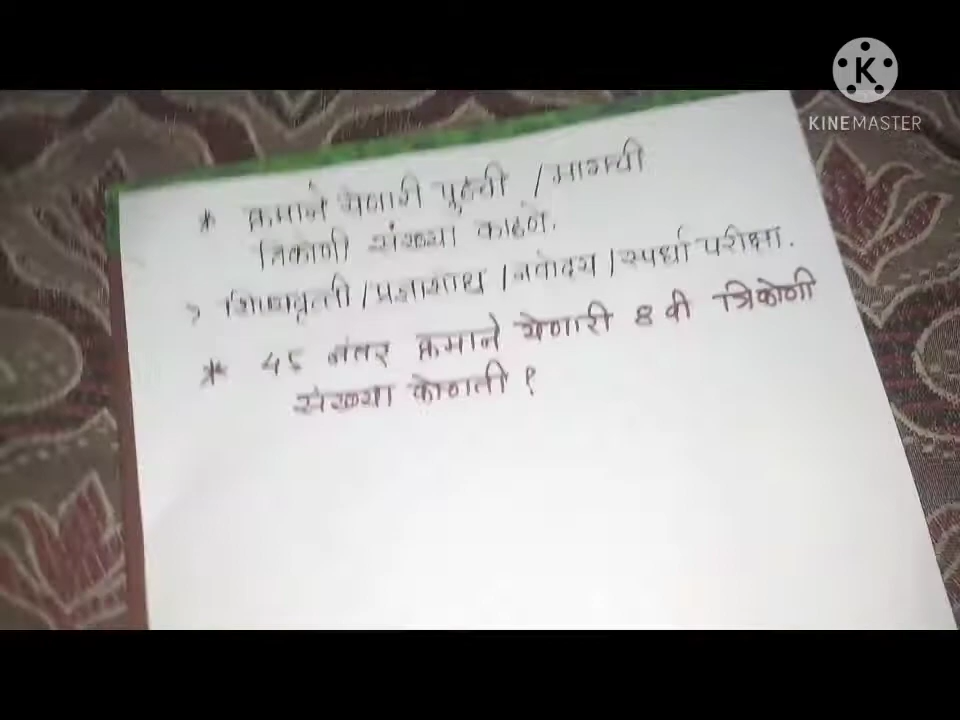 K
KINEMASTER
* क्रमाने येणारी पुढची / मागची
त्रिकोणी संख्या काढणे.
> शिष्यवृत्ती / प्रज्ञाशोध / नवोदय / स्पर्धा परीक्षा.
* 45 नंतर क्रमाने येणारी 8 वी त्रिकोणी
संख्या कोणती ?